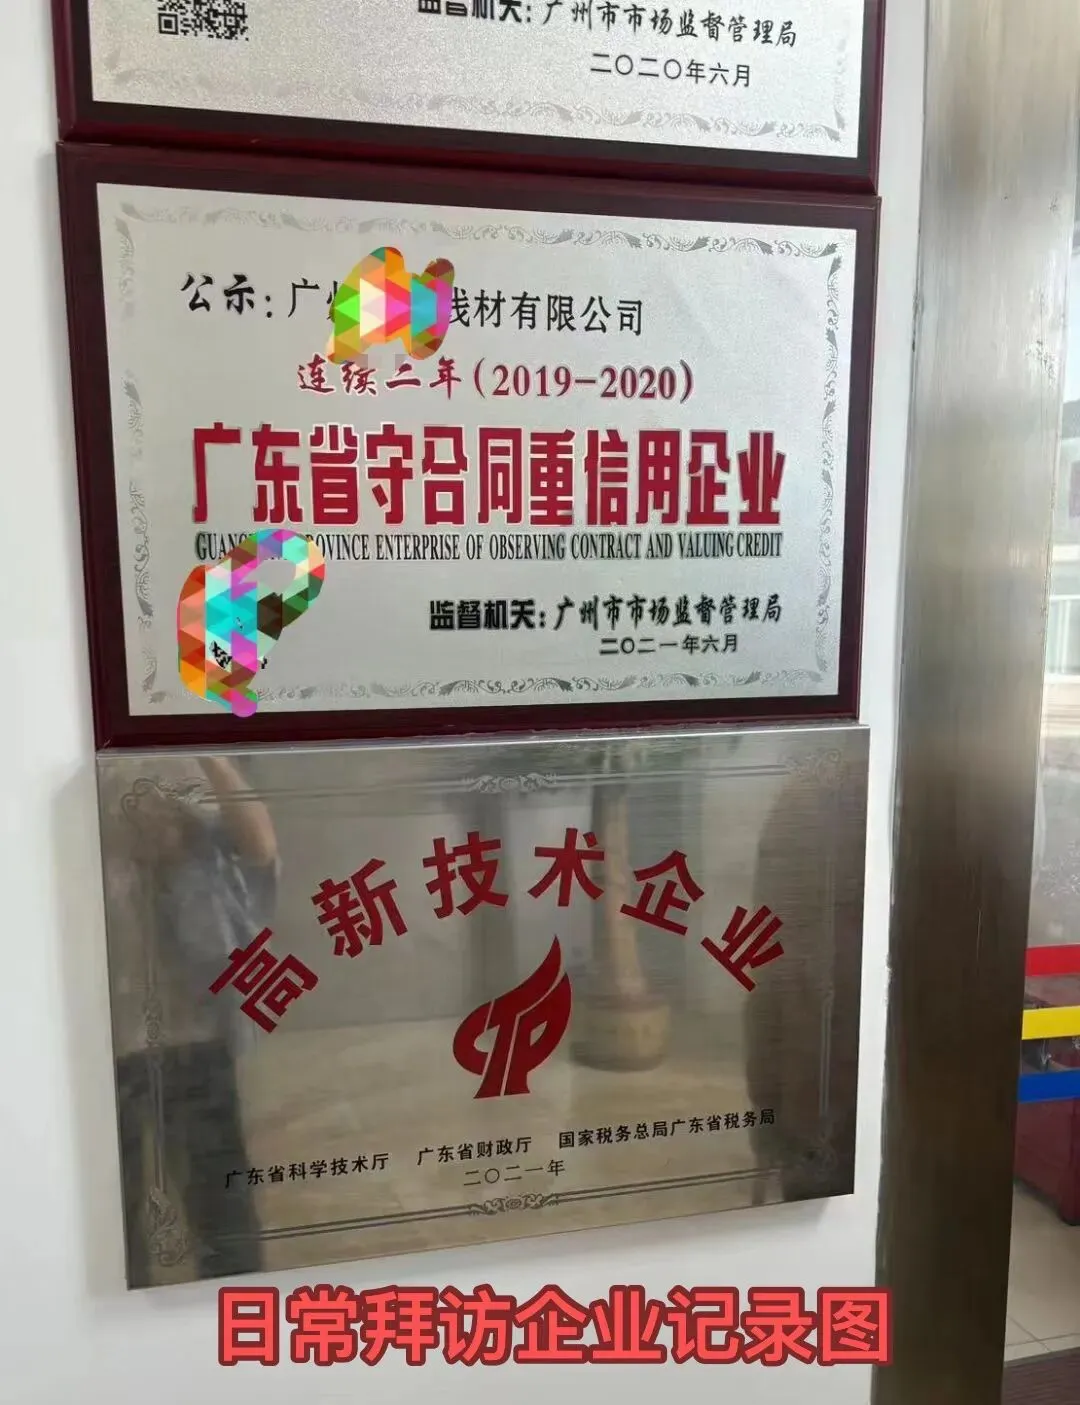 监督机关:广州市市场监督管理局
二〇二〇年六月
公示:广 线材有限公司
连续二年(2019-2020)
广东省守合同重信用企业
PROVINCE ENTERPRISE OF OBSERVING CONTRACT AND VALUING CREDIT
监督机关:广州市市场监督管理局
二〇二一年六月
高新技术企业
广东省科学技术厅 广东省财政厅 国家税务总局广东省税务局
二〇二一年
日常拜访企业记录图